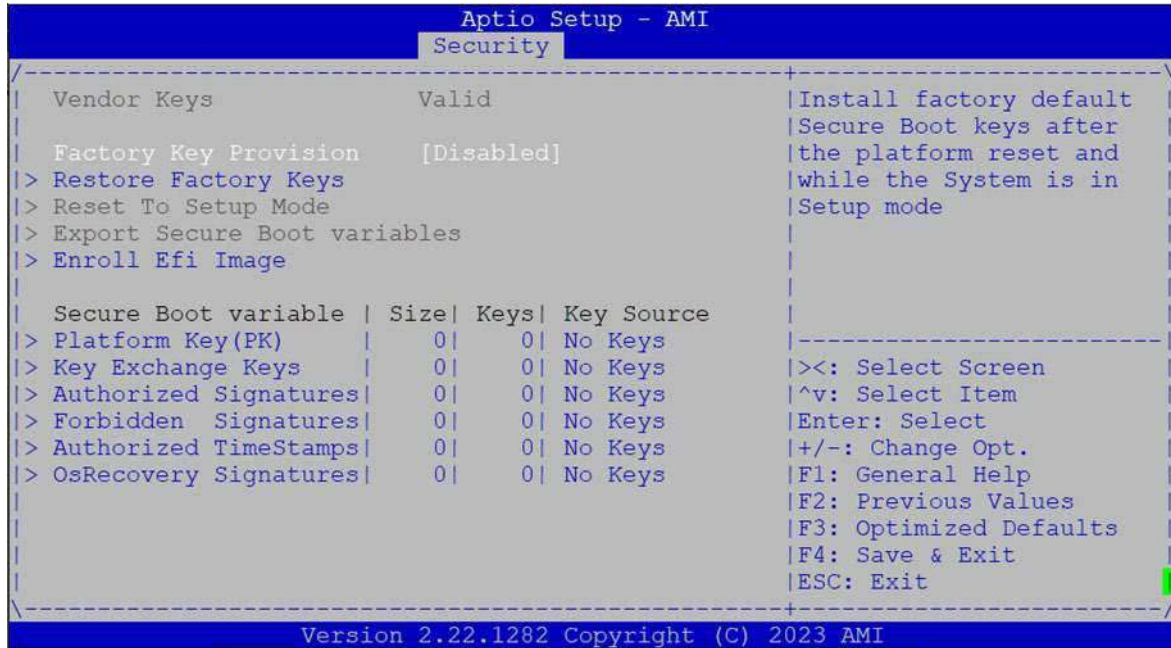 Aptio Setup - AMI
Security
Vendor Keys Valid
Factory Key Provision [Disabled]
> Restore Factory Keys
> Reset To Setup Mode
> Export Secure Boot variables
> Enroll Efi Image
Secure Boot variable | Size| Keys| Key Source
> Platform Key(PK) | 0| 0| No Keys
> Key Exchange Keys | 0| 0| No Keys
> Authorized Signatures| 0| 0| No Keys
> Forbidden Signatures| 0| 0| No Keys
> Authorized TimeStamps| 0| 0| No Keys
> OsRecovery Signatures| 0| 0| No Keys
Install factory default
Secure Boot keys after
the platform reset and
while the System is in
Setup mode
><: Select Screen
^v: Select Item
Enter: Select
+/-: Change Opt.
F1: General Help
F2: Previous Values
F3: Optimized Defaults
F4: Save & Exit
ESC: Exit
Version 2.22.1282 Copyright (C) 2023 AMI